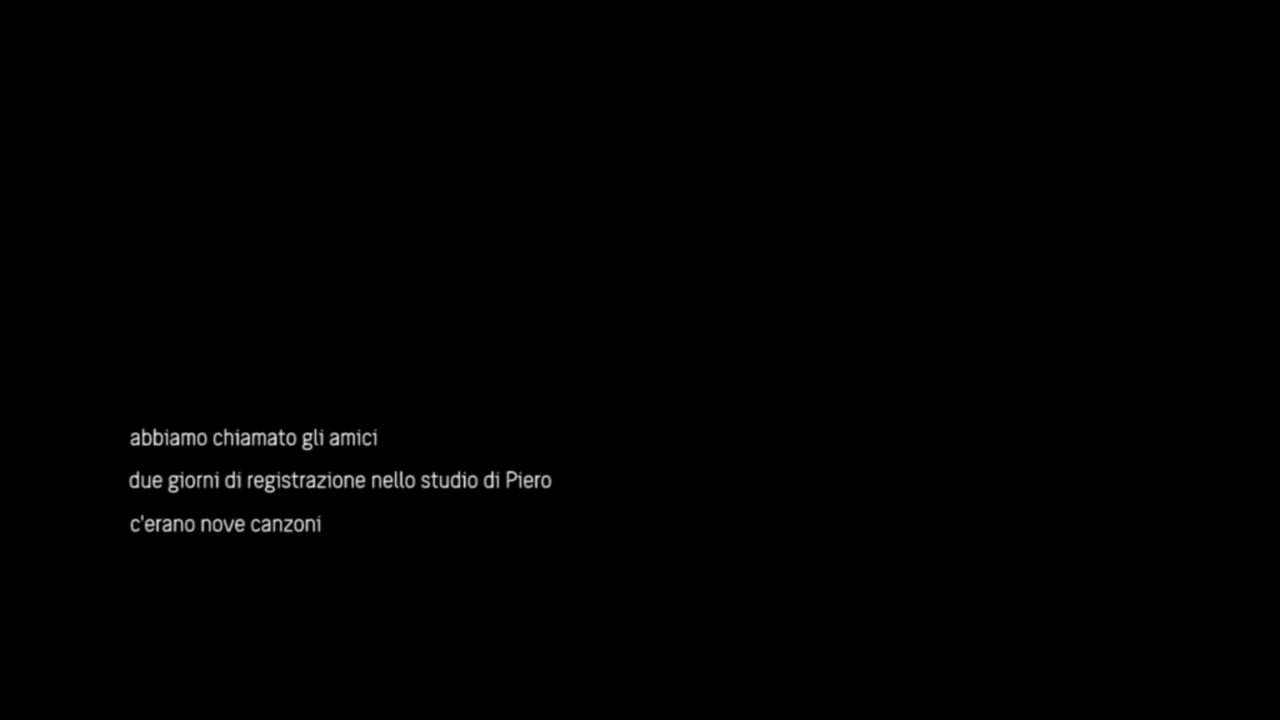 abbiamo chiamato gli amici
due giorni di registrazione nello studio di Piero
c'erano nove canzoni